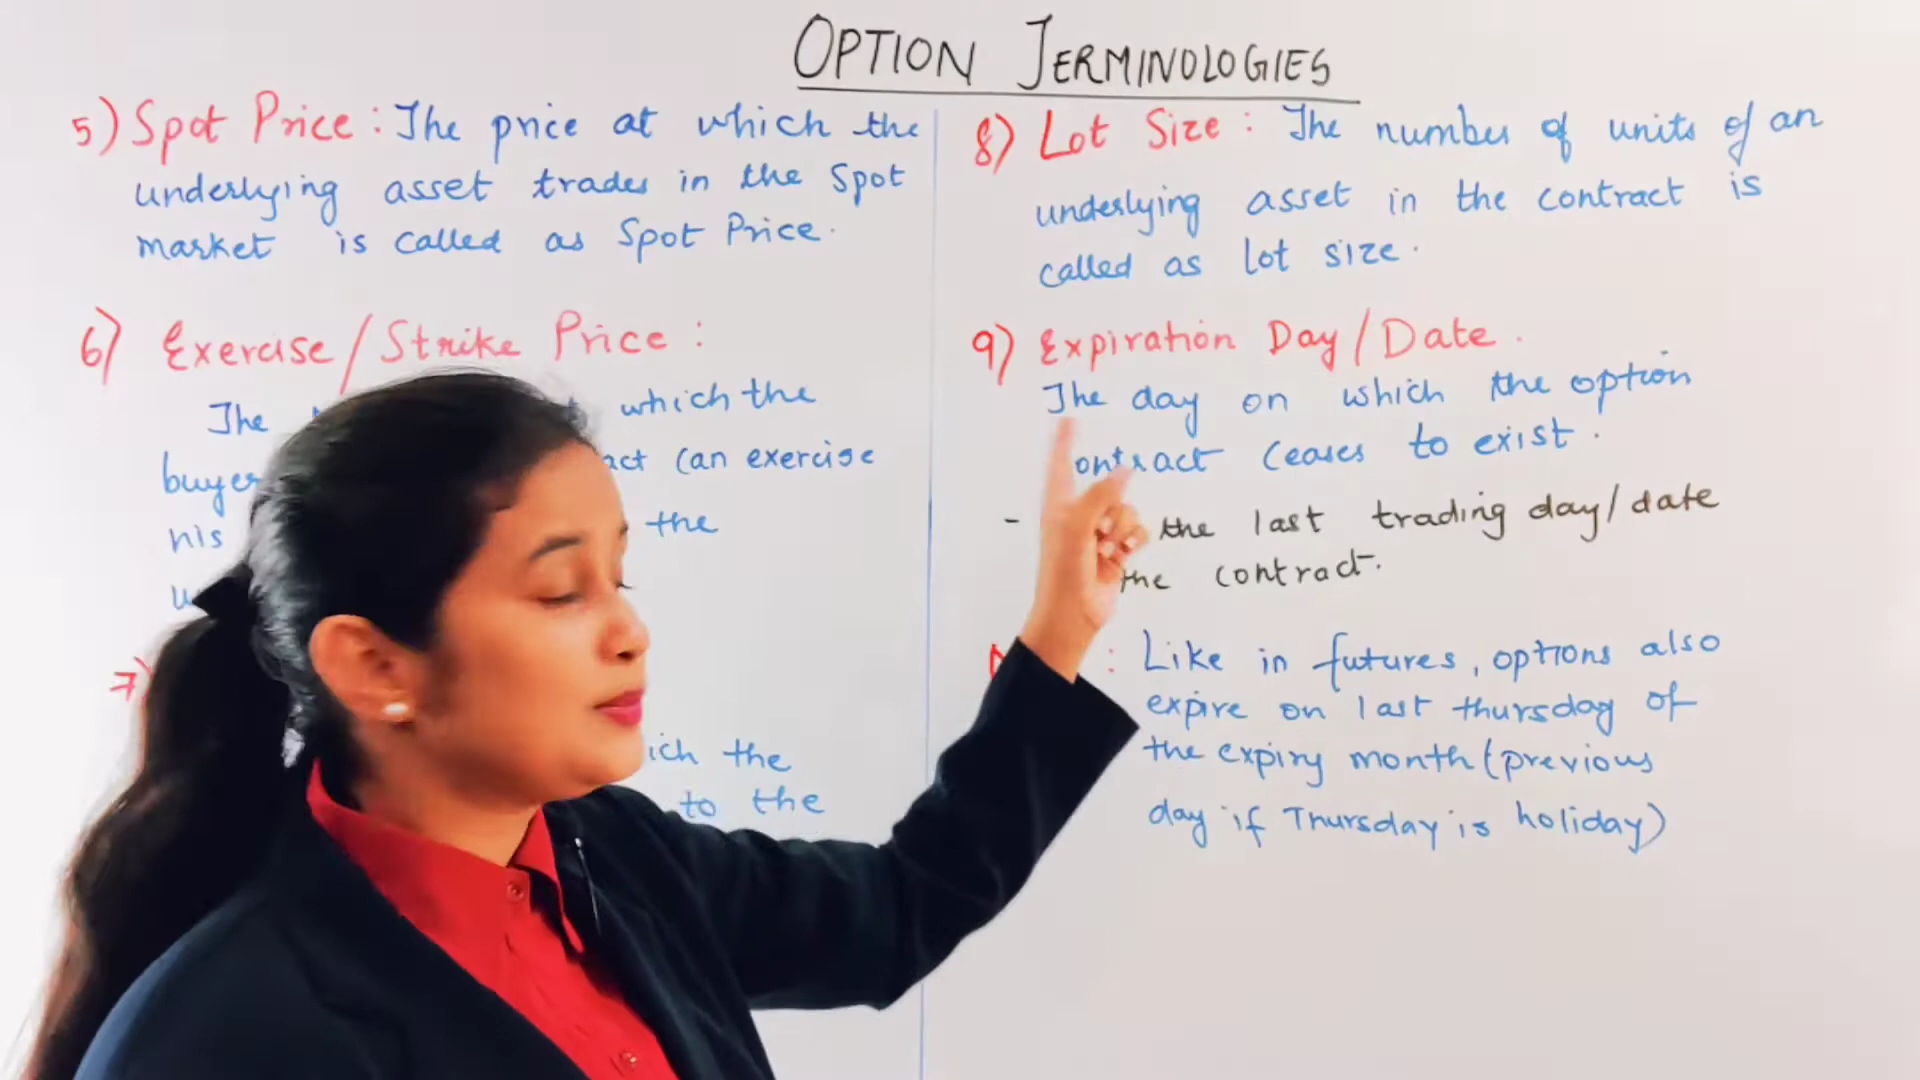 OPTION TERMINOLOGIES
5) Spot Price : The price at which the
underlying asset trades in the Spot
market is called as Spot Price.
6) Exercise/Strike Price :
The which the
buyer act can exercise
his the
7)
ich the
to the
8) Lot Size : The number of units of an
underlying asset in the contract is
called as lot size.
9) Expiration Day/Date.
The day on which the option
ontract ceases to exist.
- the last trading day/date
the contract.
: Like in futures, options also
expire on last thursday of
the expiry month (previous
day if Thursday is holiday)